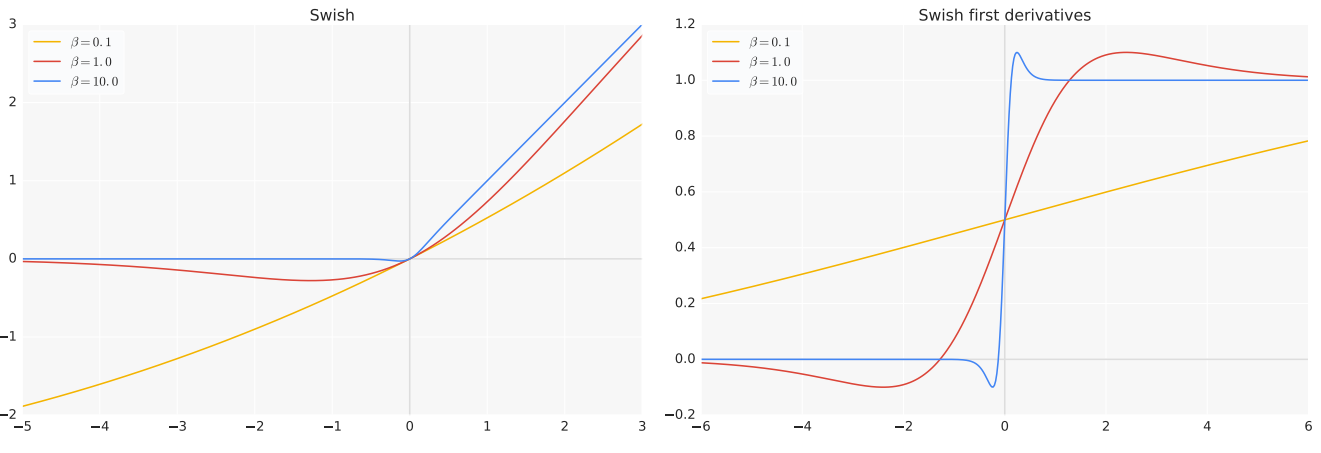 Swish
3
2
1
0
−1
−2
β = 0.1
β = 1.0
β = 10.0
−5 −4 −3 −2 −1 0 1 2 3
Swish first derivatives
1.2
1.0
0.8
0.6
0.4
0.2
0.0
−0.2
β = 0.1
β = 1.0
β = 10.0
−6 −4 −2 0 2 4 6